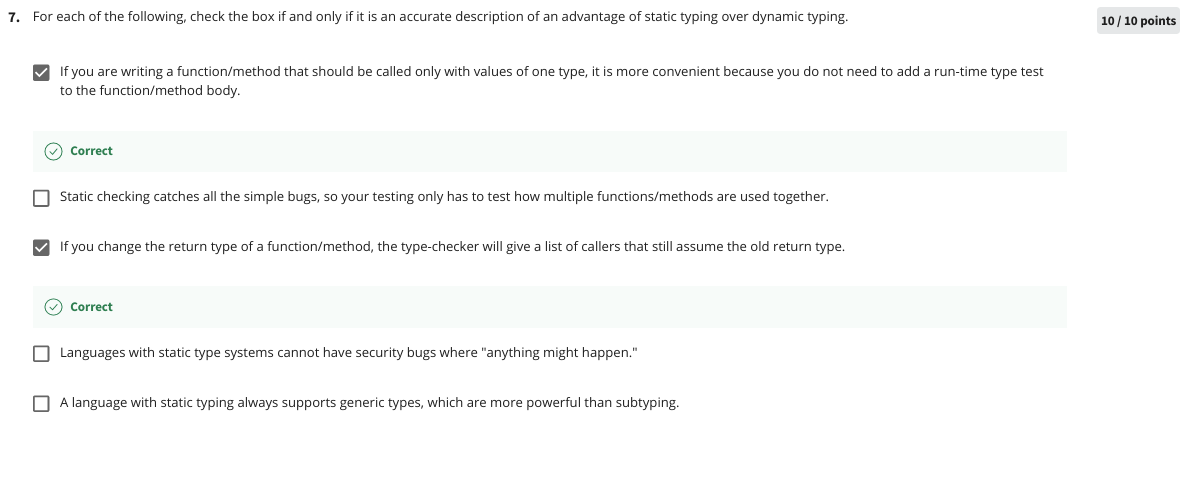 7. For each of the following, check the box if and only if it is an accurate description of an advantage of static typing over dynamic typing.
10 / 10 points
If you are writing a function/method that should be called only with values of one type, it is more convenient because you do not need to add a run-time type test
to the function/method body.
Correct
Static checking catches all the simple bugs, so your testing only has to test how multiple functions/methods are used together.
If you change the return type of a function/method, the type-checker will give a list of callers that still assume the old return type.
Correct
Languages with static type systems cannot have security bugs where "anything might happen."
A language with static typing always supports generic types, which are more powerful than subtyping.